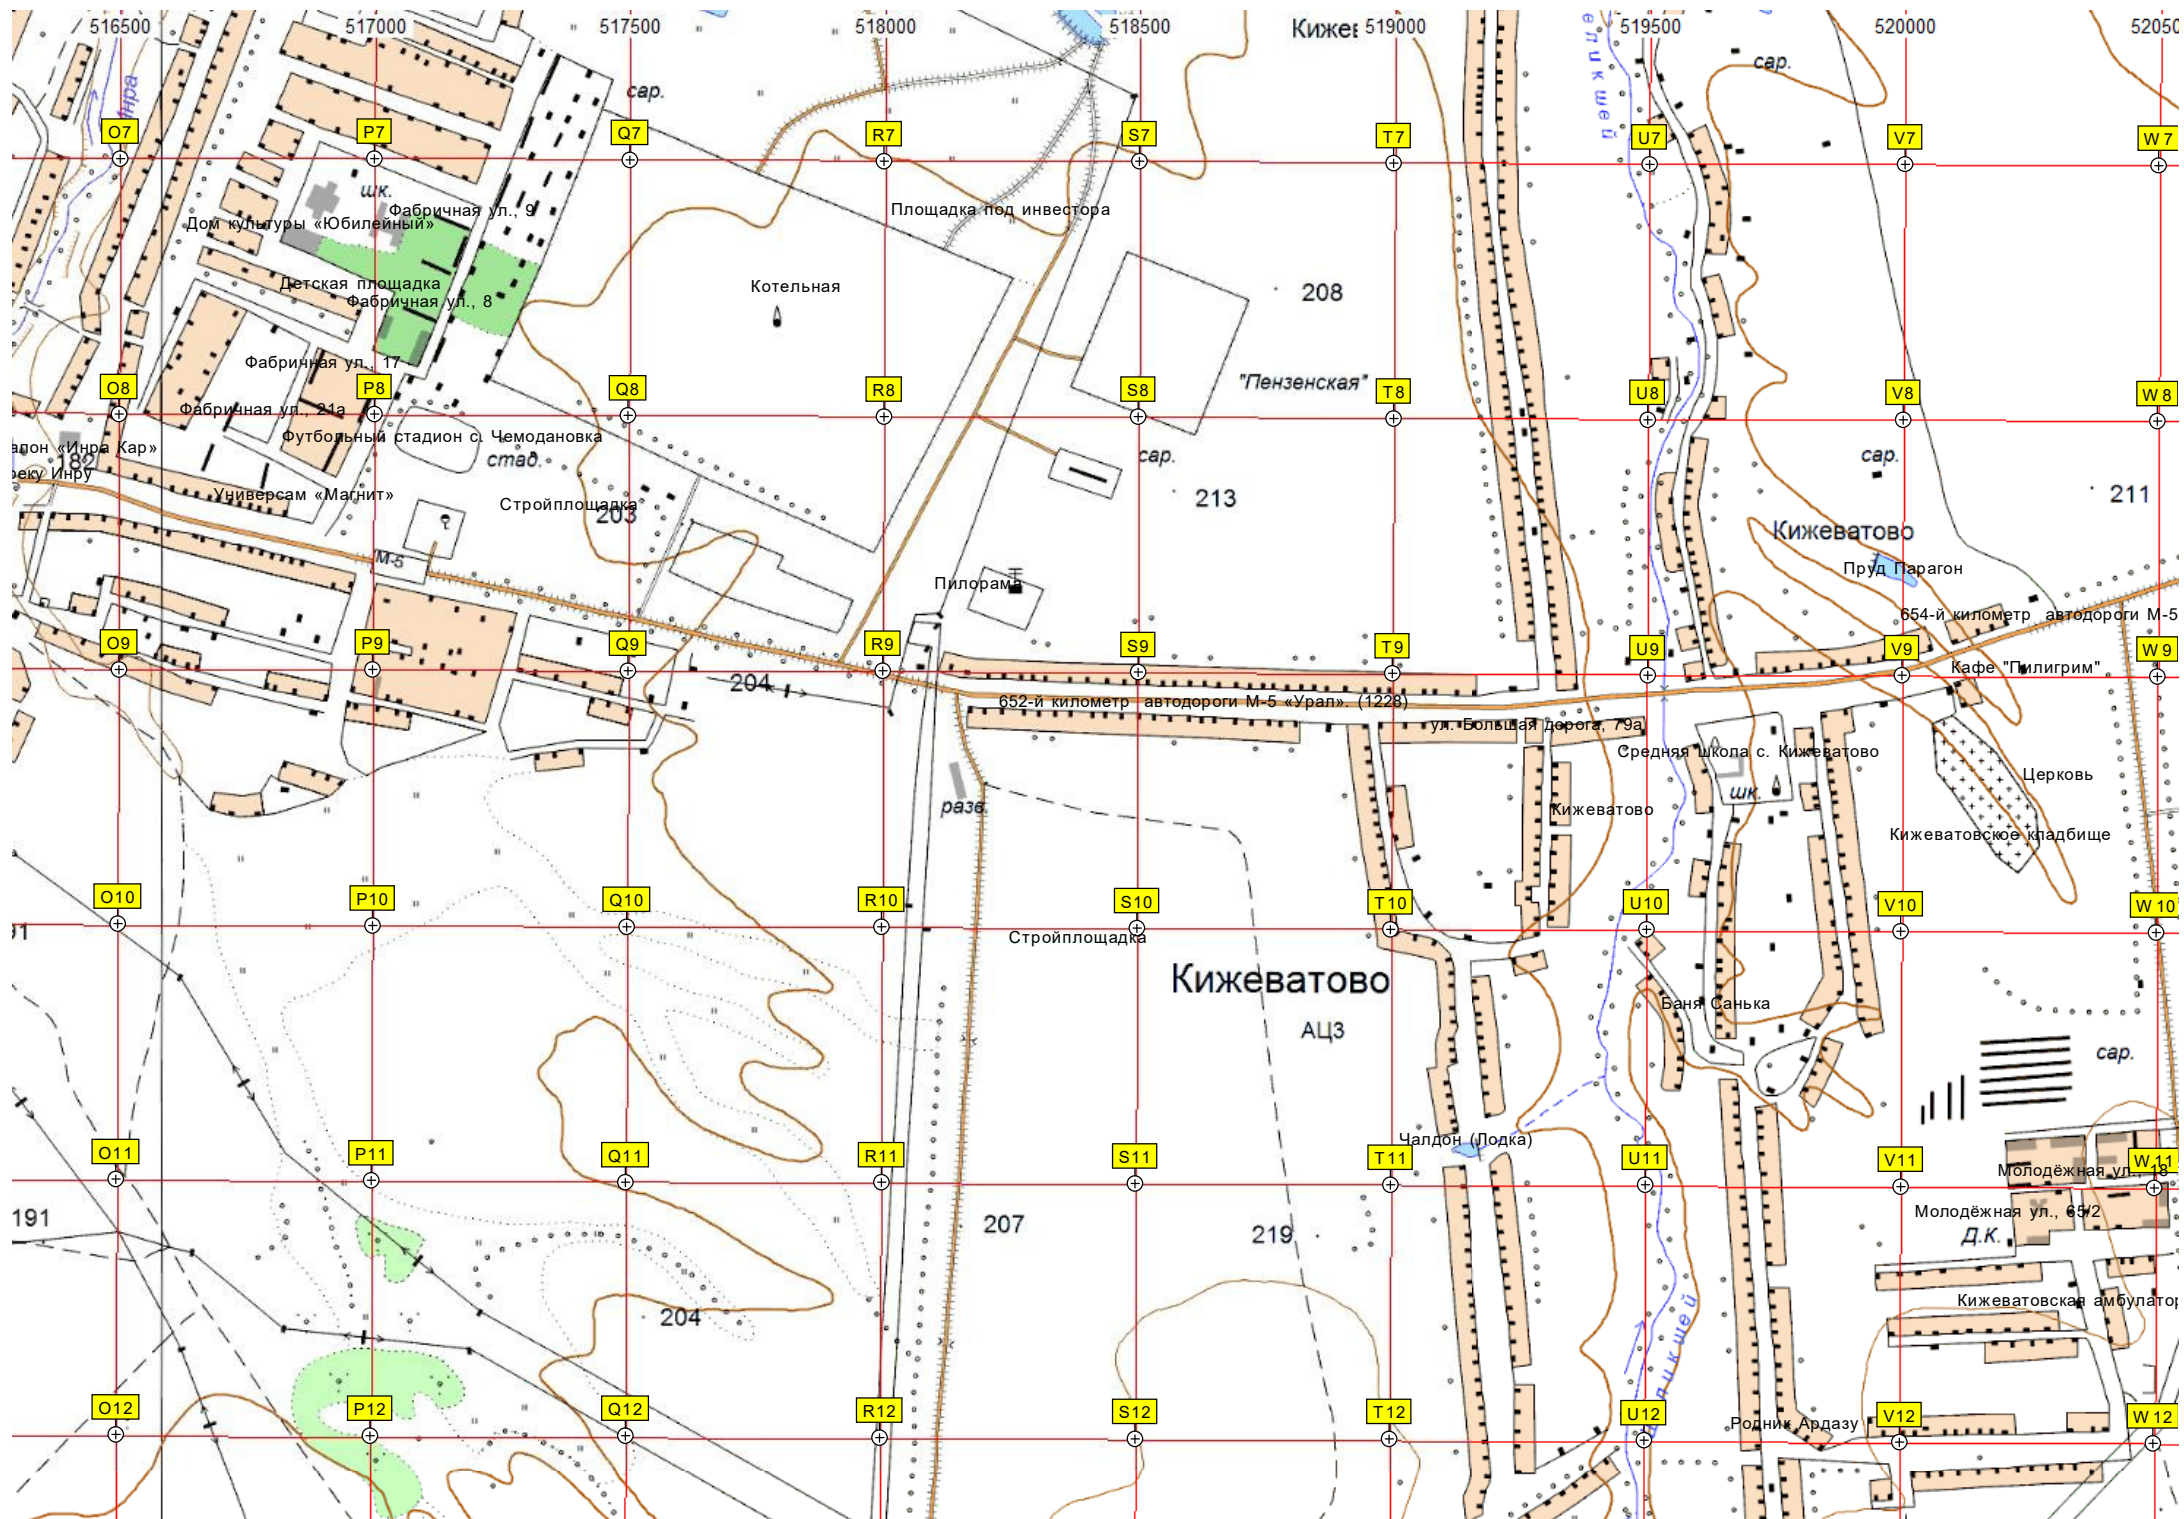 516500 517000 517500 518000 518500 519000 519500 520000
Кижев
сар.
сар.
Инра
O7 P7 Q7 R7 S7 T7 U7 V7 W7
шк.
Фабричная ул., 9
Площадка под инвестора
Дом культуры «Юбилейный»
Детская площадка
Котельная
208
Фабричная ул., 8
Фабричная ул., 17
"Пензенская"
O8 P8 Q8 R8 S8 T8 U8 V8 W8
Фабричная ул., 21а
Футбольный стадион с. Чемодановка
«Инра Кар»
182
стад.
сар.
сар.
реку Инру
Универсам «Магнит»
213
211
Стройплощадка
203
Кижеватово
М-5
Пруд Парагон
Пилорама
654-й километр автодороги М-5
O9 P9 Q9 R9 S9 T9 U9 V9 W9
Кафе "Пилигрим"
204
652-й километр автодороги М-5 «Урал». (1228)
ул. Большая дорога, 79а
Средняя школа с. Кижеватово
Церковь
шк.
разв.
Кижеватово
Кижеватовское кладбище
O10 P10 Q10 R10 S10 T10 U10 V10 W10
Стройплощадка
Кижеватово
Баня Санька
АЦЗ
сар.
Чалдон (Лодка)
O11 P11 Q11 R11 S11 T11 U11 V11 W11
Молодёжная ул., 18
191
207
219
Молодёжная ул., 65/2
Д.К.
204
Кижеватовская амбулатор
O12 P12 Q12 R12 S12 T12 U12 V12 W12
Родник Ардазу